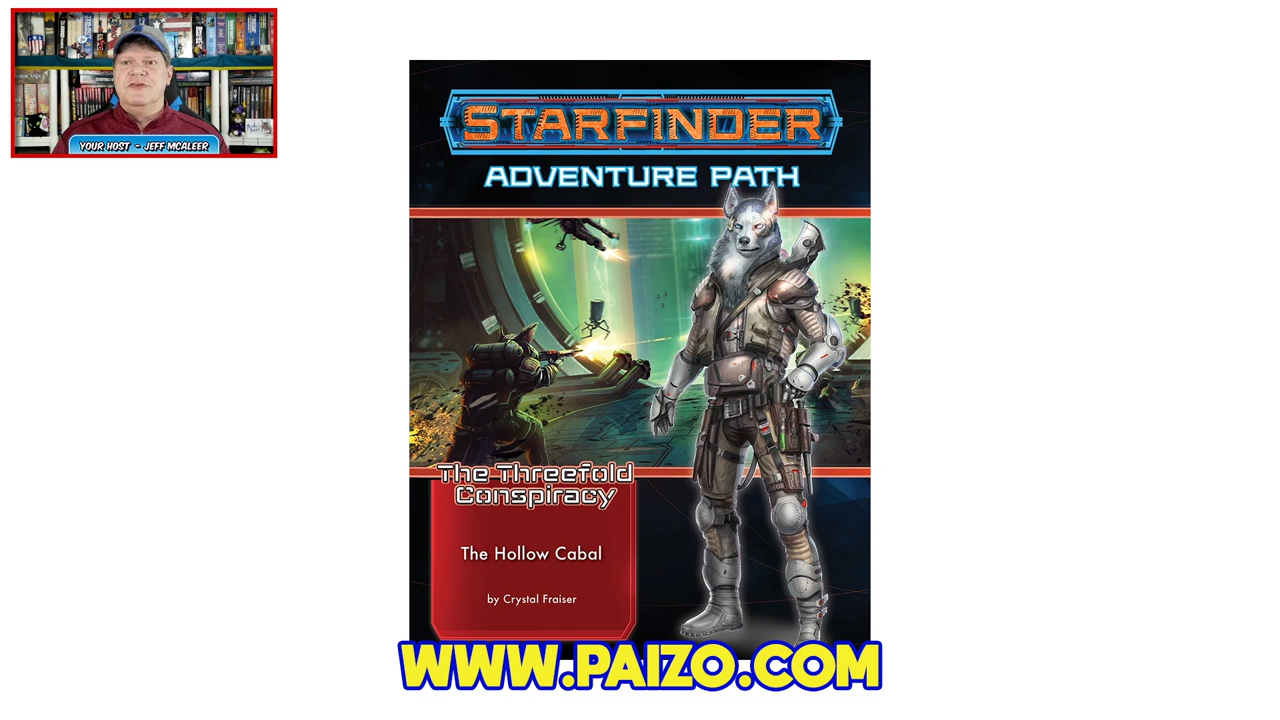 YOUR HOST - JEFF MCALEER
STARFINDER
ADVENTURE PATH
The Threefold
Conspiracy
The Hollow Cabal
by Crystal Fraiser
WWW.PAIZO.COM